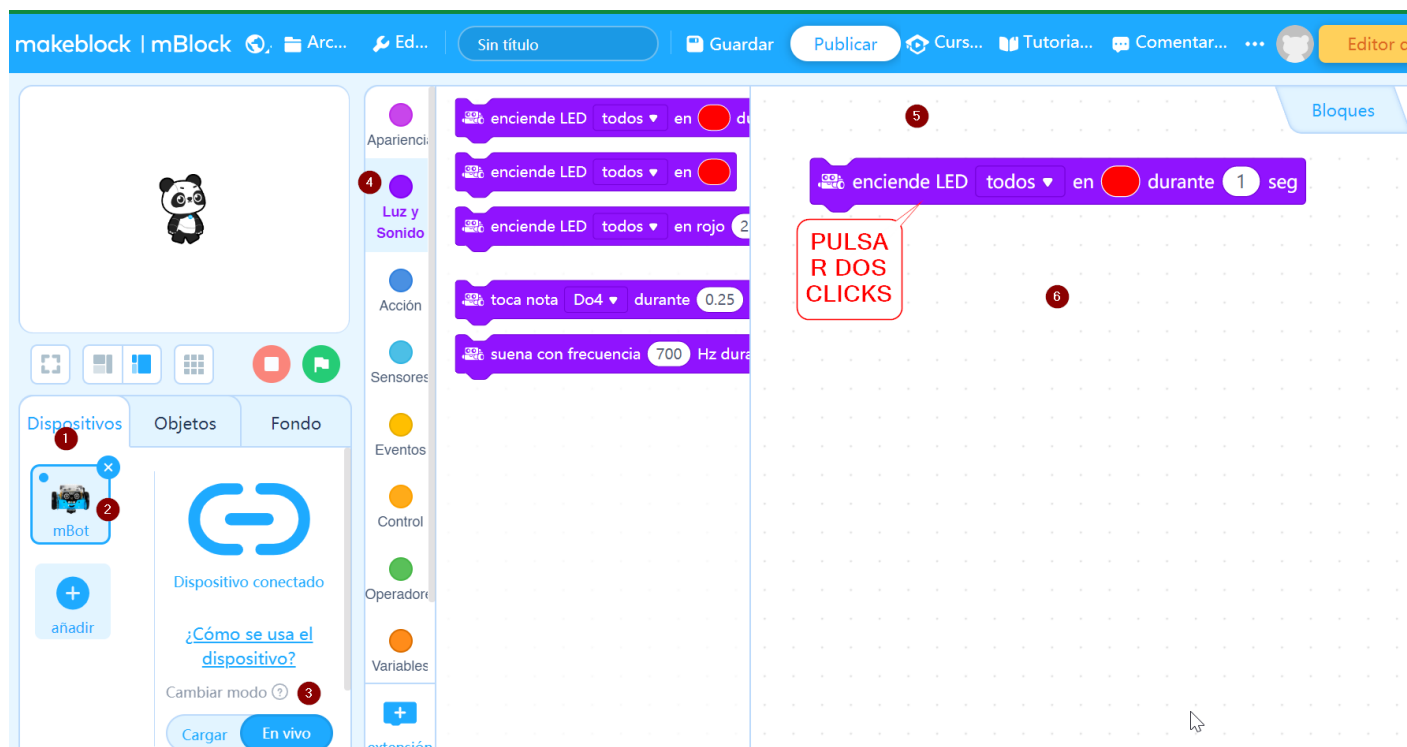 makeblock | mBlock
Arc...
Ed...
Sin título
Guardar
Publicar
Curs...
Tutoria...
Comentar...
Editor d
Apariencia
4
Luz y
Sonido
Acción
Sensores
Eventos
Control
Operadore
Variables
extensión
enciende LED todos en du
enciende LED todos en
enciende LED todos en rojo 2
toca nota Do4 durante 0.25
suena con frecuencia 700 Hz dura
5
Bloques
enciende LED todos en durante 1 seg
PULSA
R DOS
CLICKS
6
Dispositivos
Objetos
Fondo
1
mBot
2
añadir
Dispositivo conectado
¿Cómo se usa el
dispositivo?
Cambiar modo ? 3
Cargar
En vivo